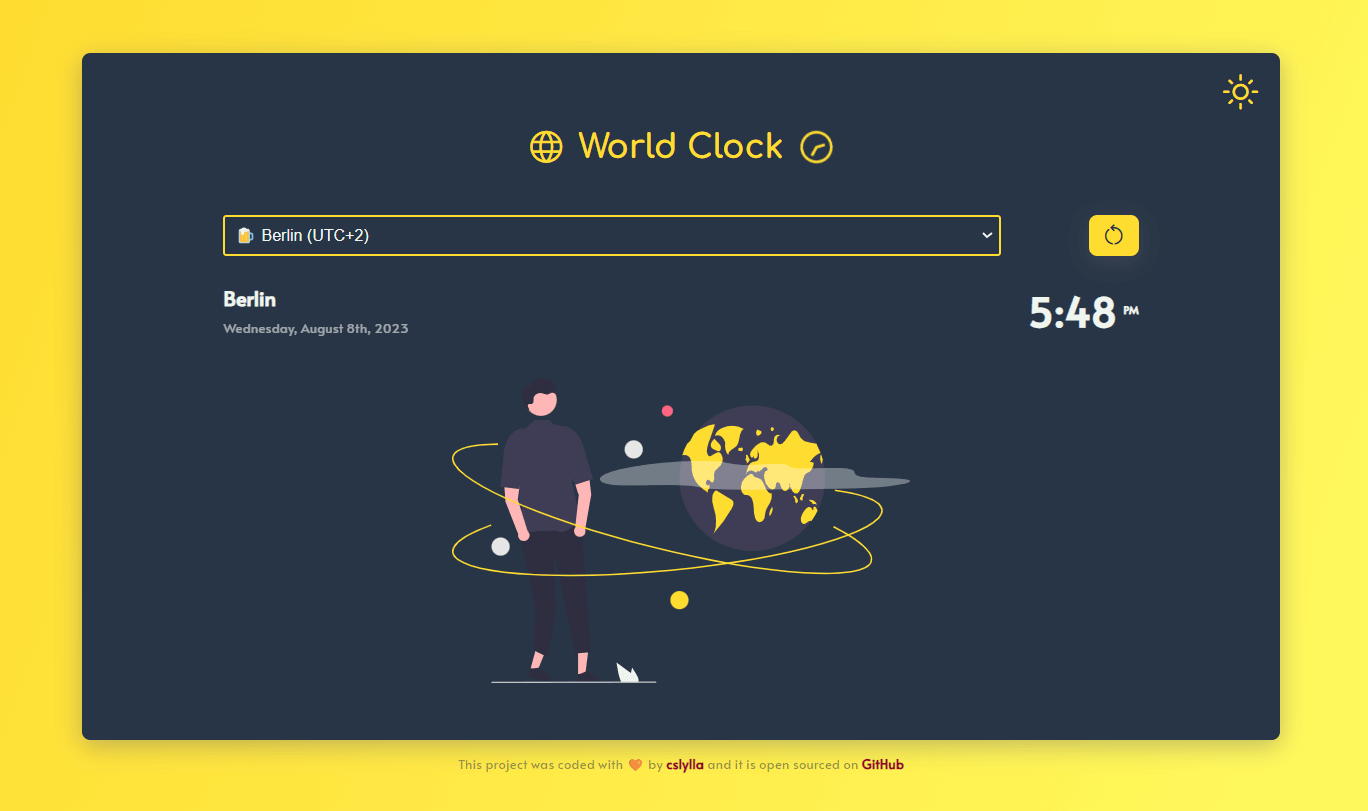 World Clock
🍺 Berlin (UTC+2)
Berlin
Wednesday, August 8th, 2023
5:48 PM
This project was coded with 🧡 by cslylla and it is open sourced on GitHub